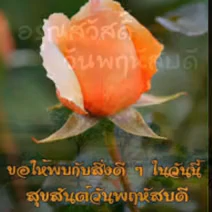 อรุณสวัสดิ์
วันพฤหัสบดี
ขอให้พบกับสิ่งดี ๆ ในวันนี้
สุขสันต์วันพฤหัสบดี